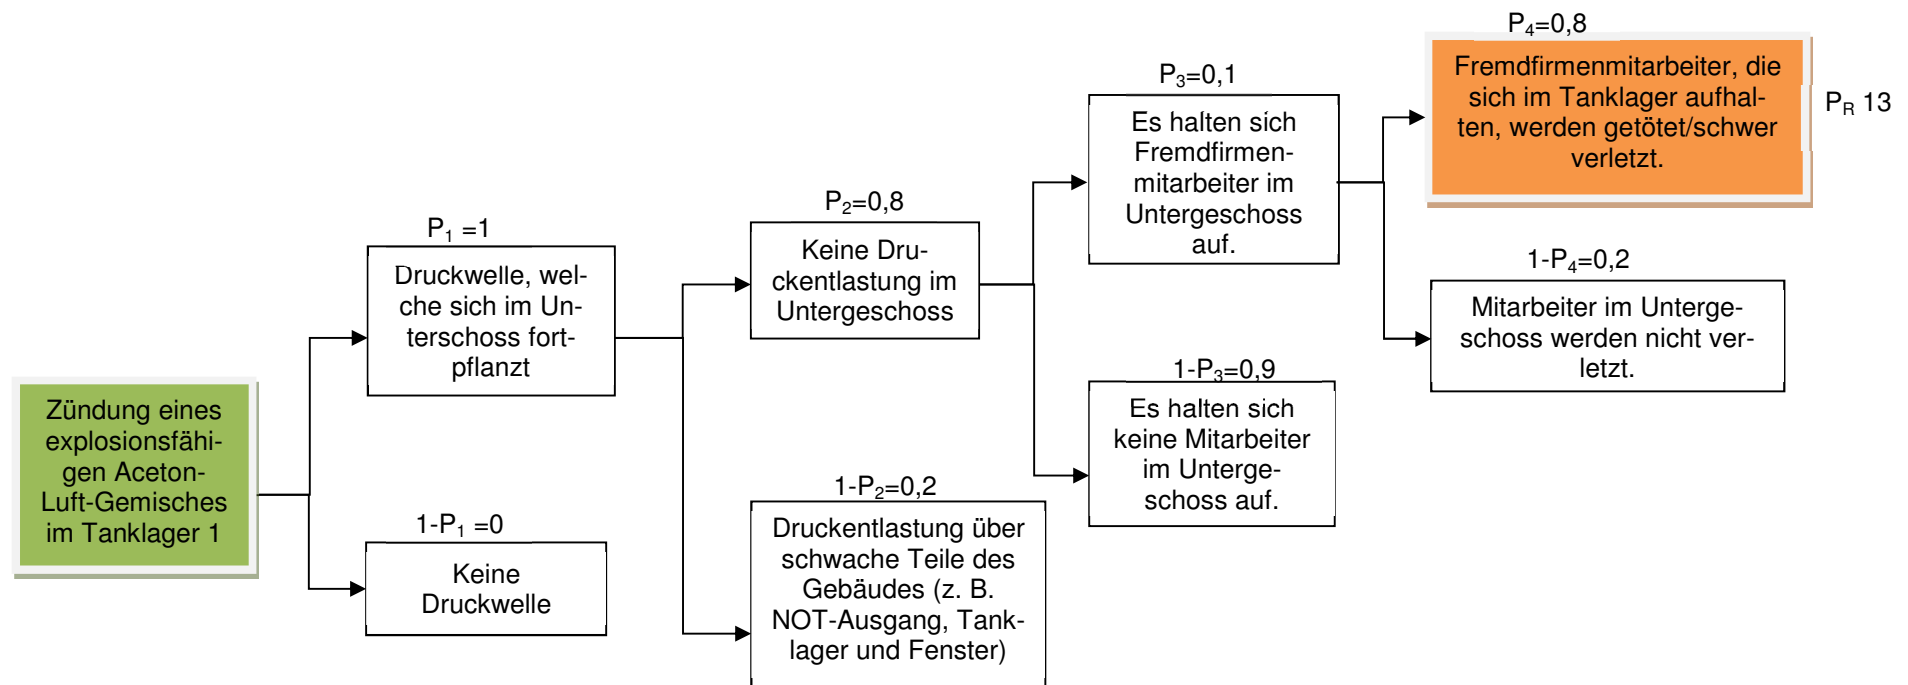 Zündung eines
explosionsfähi-
gen Aceton-
Luft-Gemisches
im Tanklager 1
P₁ =1
Druckwelle, wel-
che sich im Un-
terschoss fort-
pflanzt
1-P₁ =0
Keine
Druckwelle
P₂=0,8
Keine Dru-
ckentlastung im
Untergeschoss
1-P₂=0,2
Druckentlastung über
schwache Teile des
Gebäudes (z. B.
NOT-Ausgang, Tank-
lager und Fenster)
P₃=0,1
Es halten sich
Fremdfirmen-
mitarbeiter im
Untergeschoss
auf.
1-P₃=0,9
Es halten sich
keine Mitarbeiter
im Unterge-
schoss auf.
P₄=0,8
Fremdfirmenmitarbeiter, die
sich im Tanklager aufhal-
ten, werden getötet/schwer
verletzt.
P_R 13
1-P₄=0,2
Mitarbeiter im Unterge-
schoss werden nicht ver-
letzt.